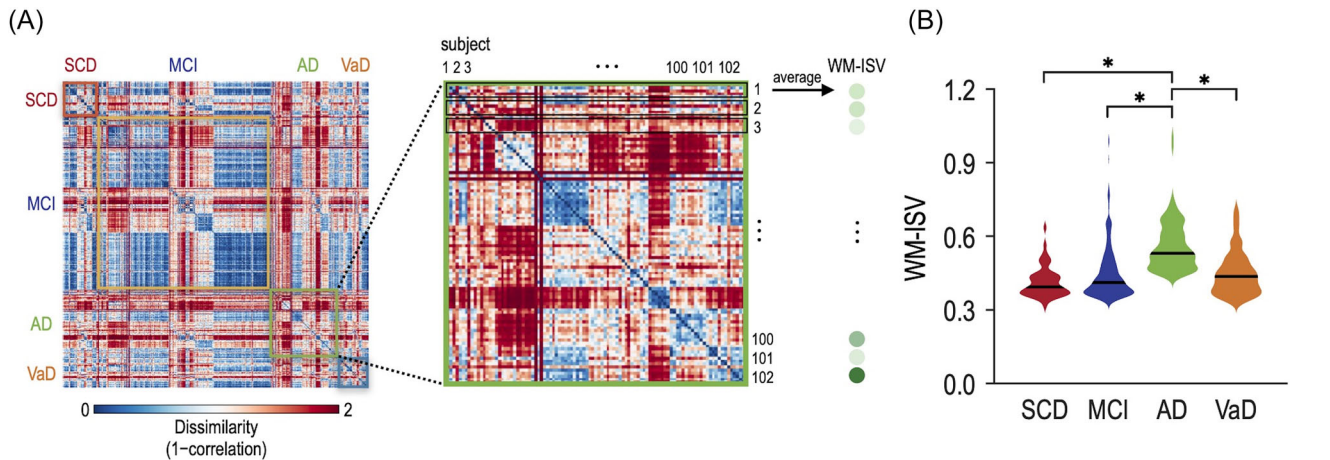 (A)
SCD MCI AD VaD
SCD
MCI
AD
VaD
0 2
Dissimilarity
(1−correlation)
subject
1 2 3 ... 100 101 102
1
2
3
⋮
100
101
102
average
WM-ISV
⋮
(B)
WM-ISV
1.2
0.9
0.6
0.3
0.0
* * *
SCD MCI AD VaD